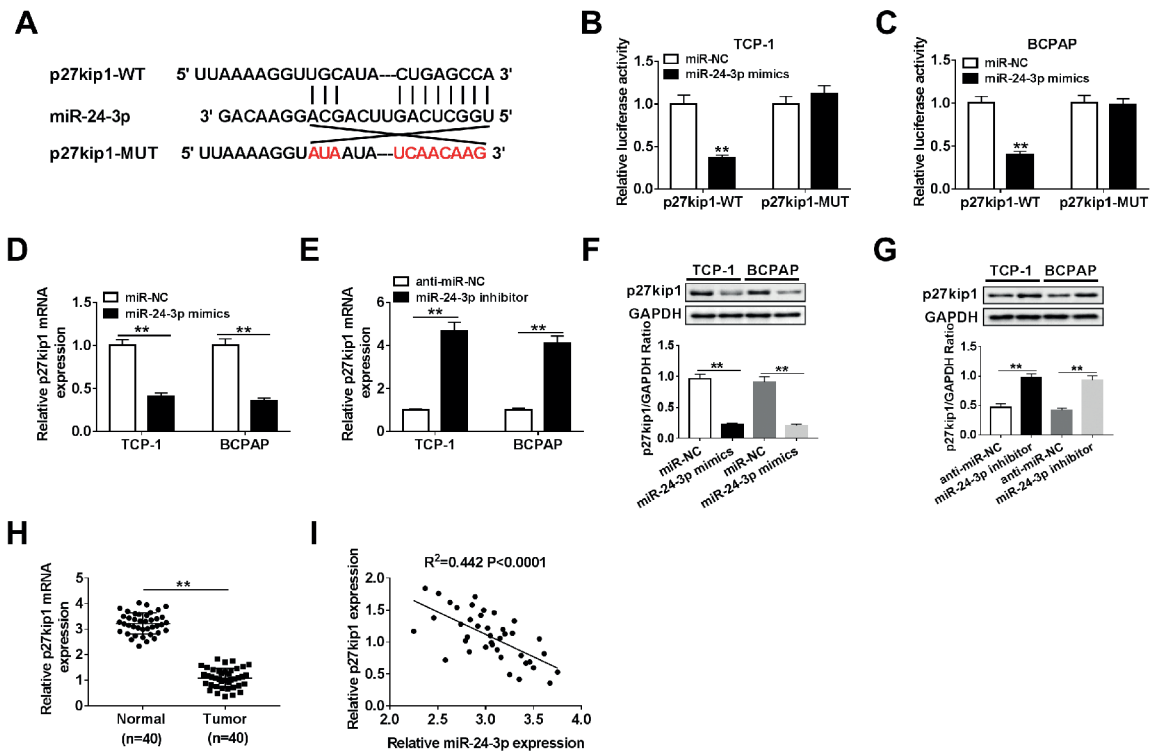 A
p27kip1-WT 5' UUAAAAGGUUGCAUA---CUGAGCCA 3'
miR-24-3p 3' GACAAGGACGACUUGACUCGGU 5'
p27kip1-MUT 5' UUAAAAGGUAUAAUA---UCAACAAG 3'
B
TCP-1
miR-NC
miR-24-3p mimics
Relative luciferase activity
1.5
1.0
0.5
0.0
**
p27kip1-WT p27kip1-MUT
C
BCPAP
miR-NC
miR-24-3p mimics
Relative luciferase activity
1.5
1.0
0.5
0.0
**
p27kip1-WT p27kip1-MUT
D
miR-NC
miR-24-3p mimics
Relative p27kip1 mRNA
expression
1.5
1.0
0.5
0.0
** **
TCP-1 BCPAP
E
anti-miR-NC
miR-24-3p inhibitor
Relative p27kip1 mRNA
expression
6
4
2
0
** **
TCP-1 BCPAP
F
TCP-1 BCPAP
p27kip1
GAPDH
p27kip1/GAPDH Ratio
1.5
1.0
0.5
0.0
** **
miR-NC
miR-24-3p mimics
miR-NC
miR-24-3p mimics
G
TCP-1 BCPAP
p27kip1
GAPDH
p27kip1/GAPDH Ratio
1.5
1.0
0.5
0.0
** **
anti-miR-NC
miR-24-3p inhibitor
anti-miR-NC
miR-24-3p inhibitor
H
Relative p27kip1 mRNA
expression
5
4
3
2
1
0
**
Normal Tumor
(n=40) (n=40)
I
R²=0.442 P<0.0001
Relative p27kip1 expression
2.0
1.5
1.0
0.5
0.0
2.0 2.5 3.0 3.5 4.0
Relative miR-24-3p expression